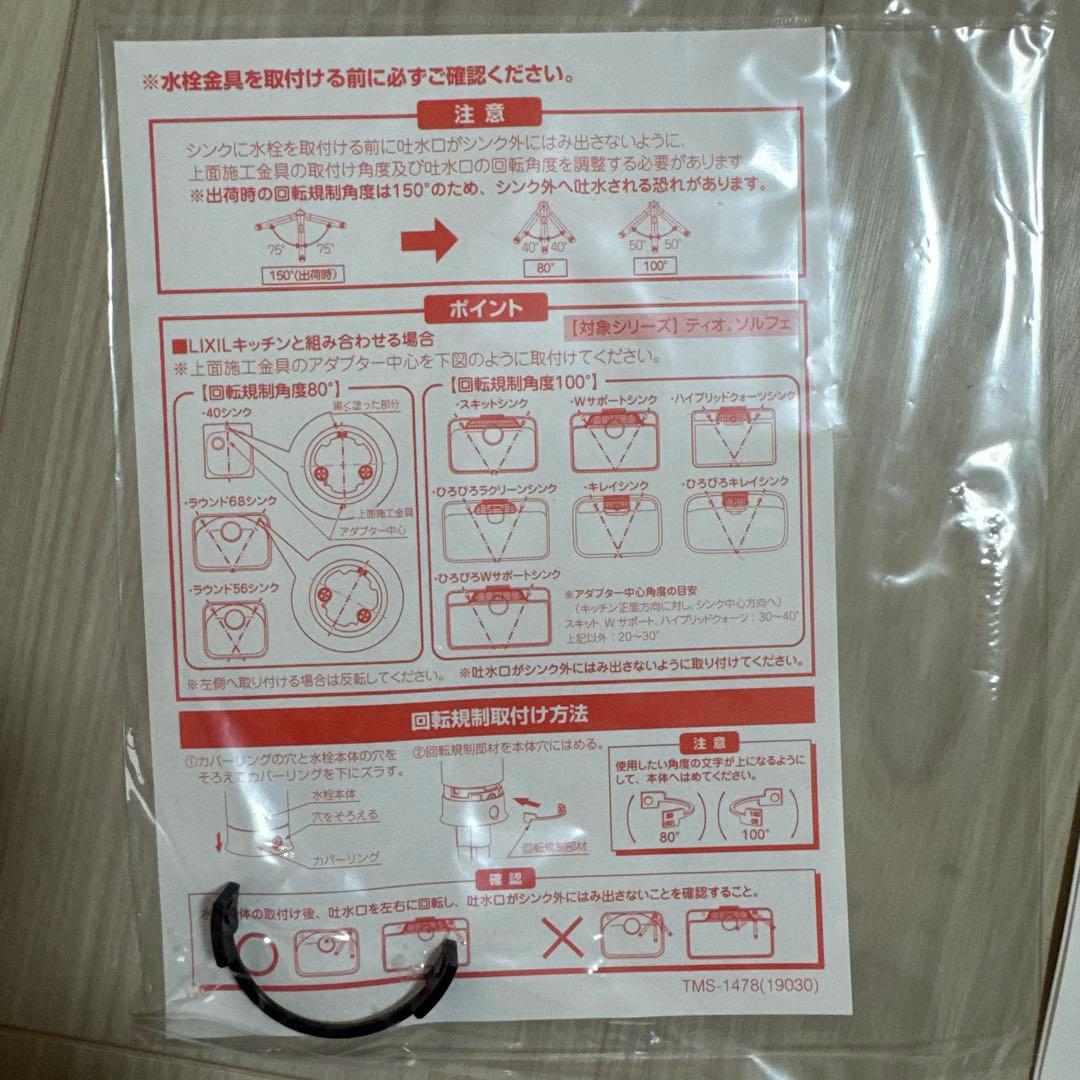 ※水栓金具を取付ける前に必ずご確認ください。
注意
シンクに水栓を取付ける前に吐水口がシンク外にはみ出さないように、
上面施工金具の取付け角度及び吐水口の回転角度を調整する必要があります。
※出荷時の回転規制角度は150°のため、シンク外へ吐水される恐れがあります。
75° 75°
150°(出荷時)
40° 40°
80°
50° 50°
100°
ポイント
■LIXILキッチンと組み合わせる場合
【対象シリーズ】ティオ、ソルフェ
※上面施工金具のアダプター中心を下図のように取付けてください。
【回転規制角度80°】
・40シンク
黒く塗った部分
・ラウンド68シンク
上面施工金具
アダプター中心
・ラウンド56シンク
【回転規制角度100°】
・スキットシンク
・Wサポートシンク
・ハイブリッドクォーツシンク
・ひろびろラクリーンシンク
・キレイシンク
・ひろびろキレイシンク
・ひろびろWサポートシンク
※アダプター中心角度の目安
(キッチン正面方向に対し、シンク中心方向へ)
スキット、Wサポート、ハイブリッドクォーツ：30～40°
上記以外：20～30°
※左側へ取り付ける場合は反転してください。
※吐水口がシンク外にはみ出さないように取り付けてください。
回転規制取付け方法
①カバーリングの穴と水栓本体の穴を
そろえてカバーリングを下にズラす。
水栓本体
穴をそろえる
カバーリング
②回転規制部材を本体穴にはめる。
回転規制部材
注意
使用したい角度の文字が上になるように
して、本体へはめてください。
80
100
80°
100
80
100°
確認
体の取付け後、吐水口を左右に回転し、吐水口がシンク外にはみ出さないことを確認すること。
TMS-1478(19030)